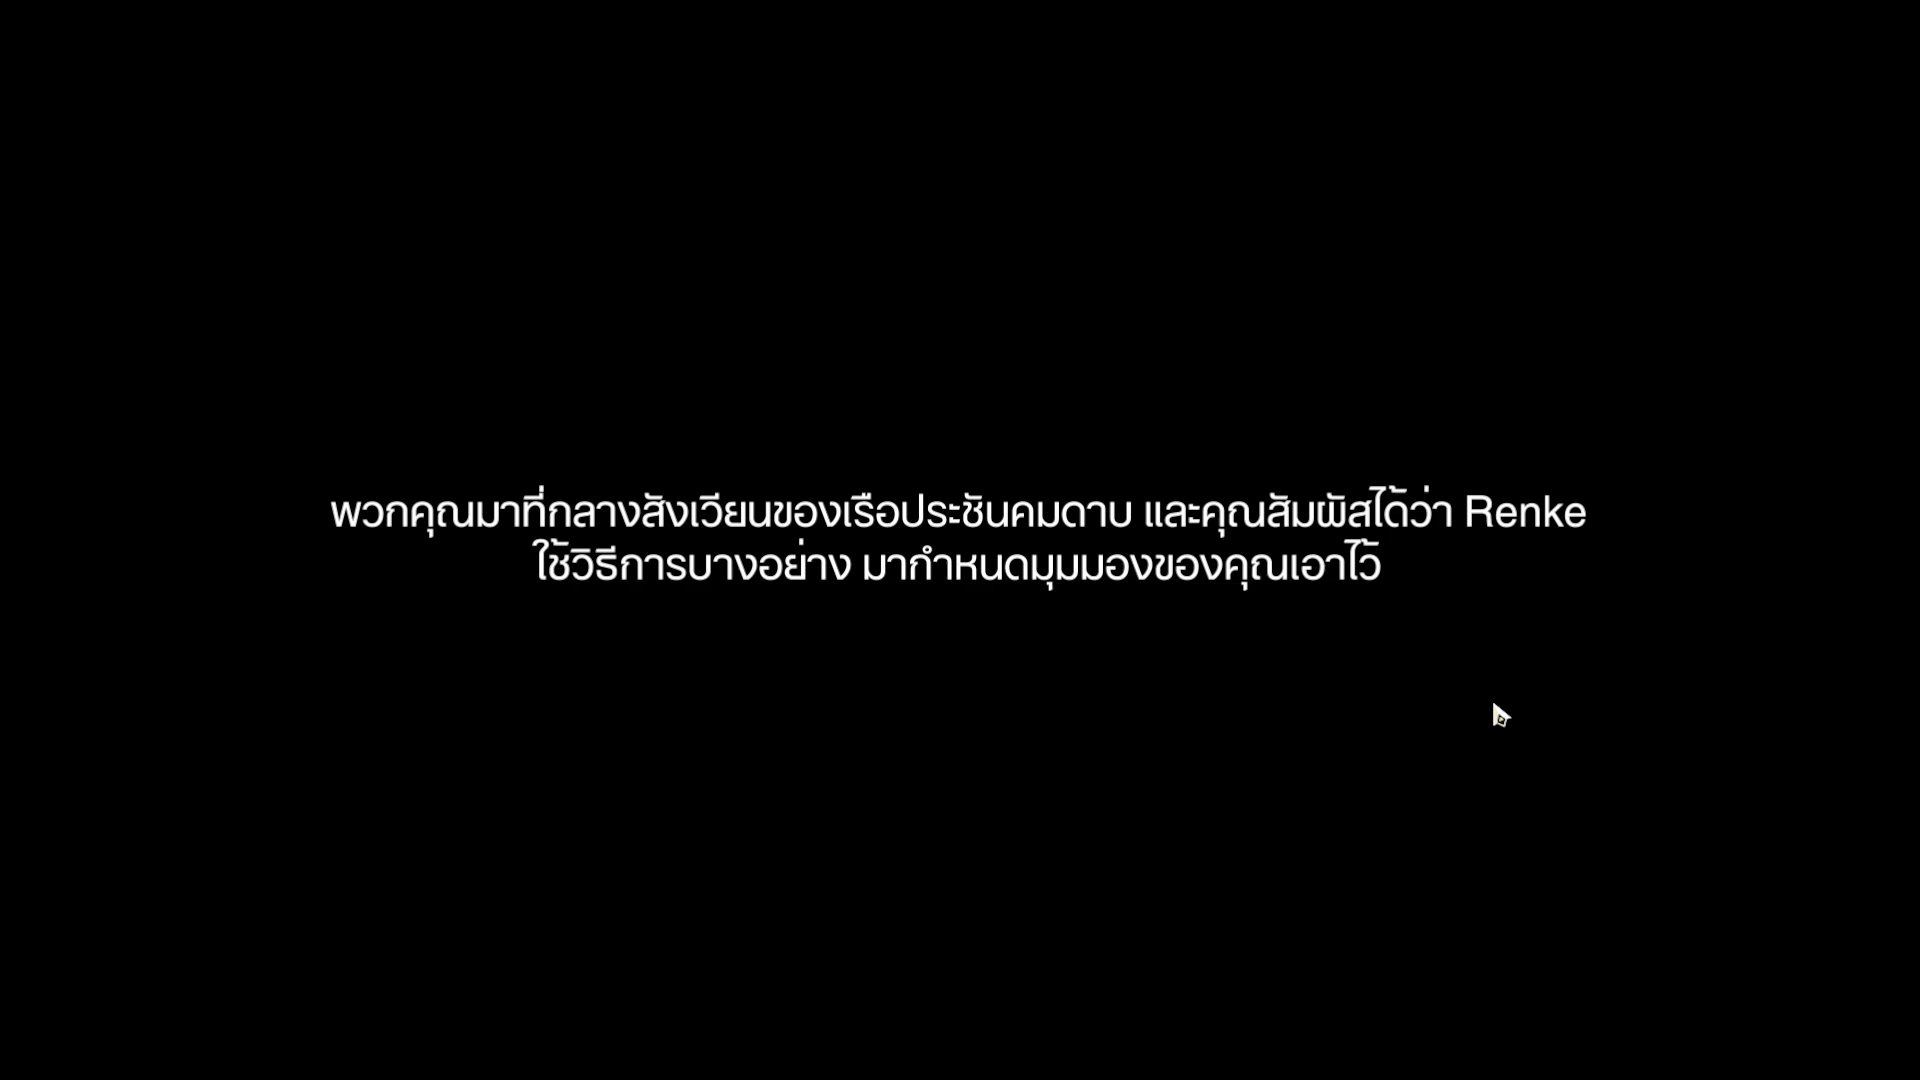 พวกคุณมาที่กลางสังเวียนของเรือประชันคมดาบ และคุณสัมผัสได้ว่า Renke
ใช้วิธีการบางอย่าง มากำหนดมุมมองของคุณเอาไว้